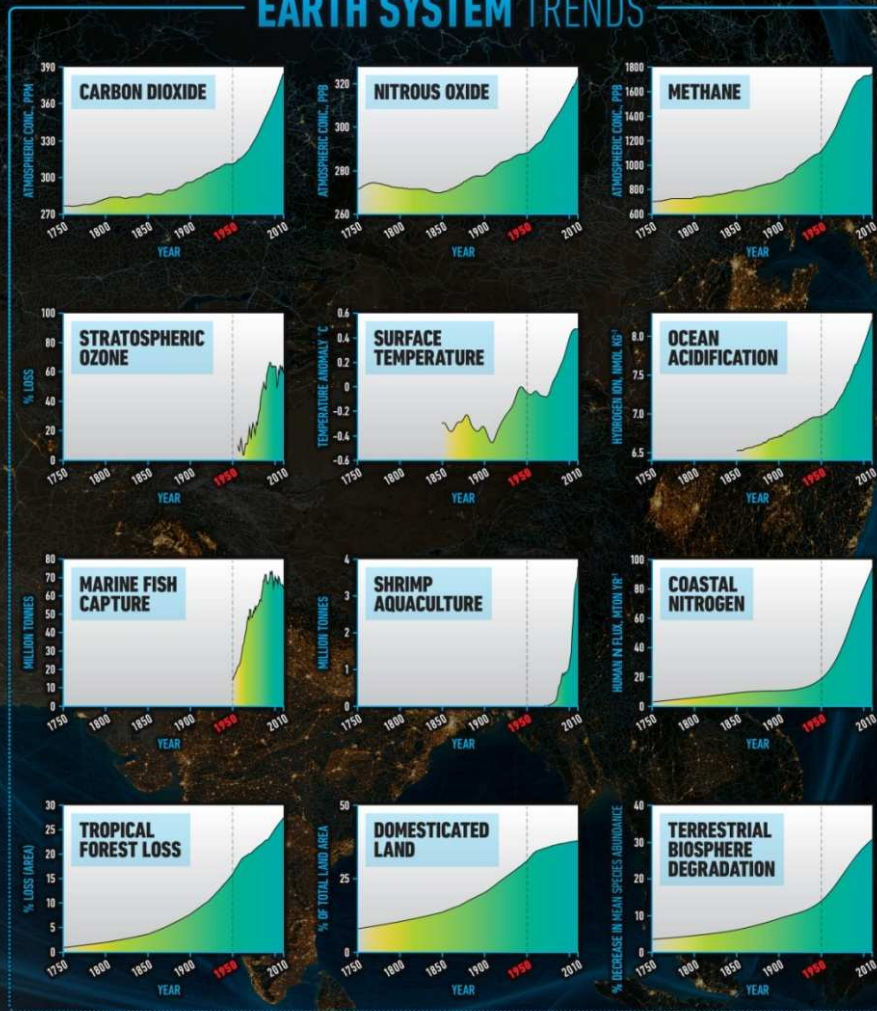 EARTH SYSTEM TRENDS
CARBON DIOXIDE
ATMOSPHERIC CONC., PPM
390
360
330
300
270
1750
1800
1850
1900
1950
2010
YEAR
NITROUS OXIDE
ATMOSPHERIC CONC., PPB
320
300
280
260
1750
1800
1850
1900
1950
2010
YEAR
METHANE
ATMOSPHERIC CONC., PPB
1800
1600
1400
1200
1000
800
600
1750
1800
1850
1900
1950
2010
YEAR
STRATOSPHERIC
OZONE
% LOSS
100
80
60
40
20
0
1750
1800
1850
1900
1950
2010
YEAR
SURFACE
TEMPERATURE
TEMPERATURE ANOMALY °C
0.6
0.4
0.2
0
-0.2
-0.4
-0.6
1750
1800
1850
1900
1950
2010
YEAR
OCEAN
ACIDIFICATION
HYDROGEN ION, NMOL KG-1
8.0
7.5
7.0
6.5
1750
1800
1850
1900
1950
2010
YEAR
MARINE FISH
CAPTURE
MILLION TONNES
80
70
60
50
40
30
20
10
0
1750
1800
1850
1900
1950
2010
YEAR
SHRIMP
AQUACULTURE
MILLION TONNES
4
3
2
1
0
1750
1800
1850
1900
1950
2010
YEAR
COASTAL
NITROGEN
HUMAN N FLUX, MTON YR-1
100
80
60
40
20
0
1750
1800
1850
1900
1950
2010
YEAR
TROPICAL
FOREST LOSS
% LOSS (AREA)
30
25
20
15
10
5
0
1750
1800
1850
1900
1950
2010
YEAR
DOMESTICATED
LAND
% OF TOTAL LAND AREA
50
25
0
1750
1800
1850
1900
1950
2010
YEAR
TERRESTRIAL
BIOSPHERE
DEGRADATION
% DECREASE IN MEAN SPECIES ABUNDANCE
40
30
20
10
0
1750
1800
1850
1900
1950
2010
YEAR